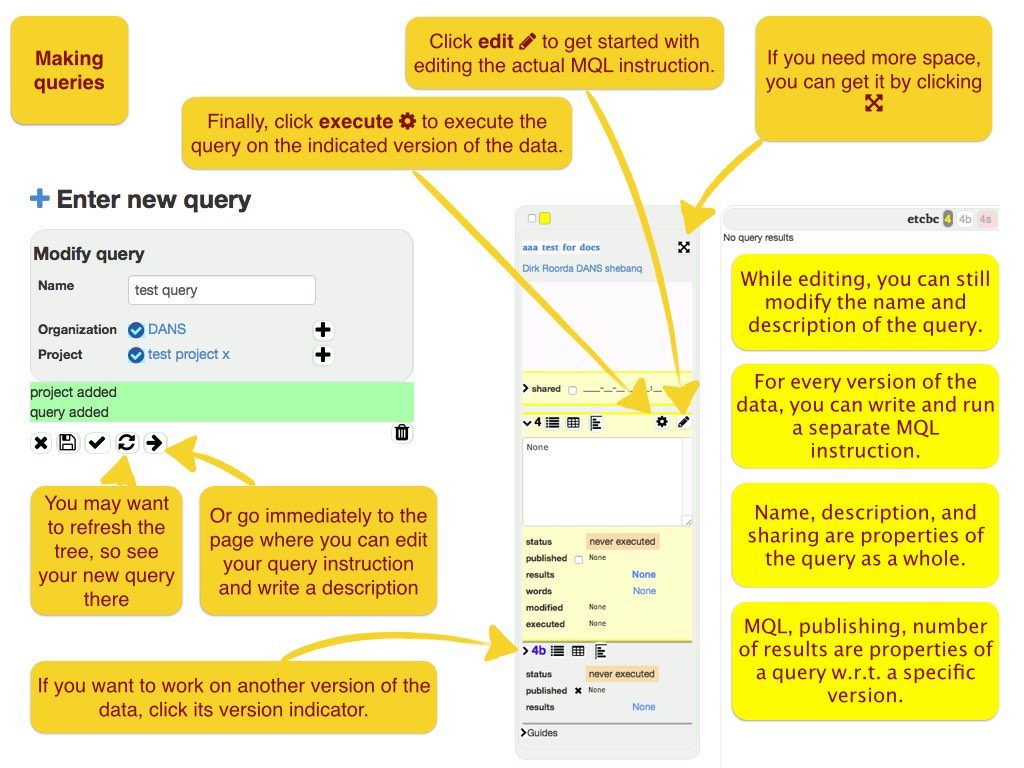 Making
queries
Click edit to get started with
editing the actual MQL instruction.
If you need more space,
you can get it by clicking
Finally, click execute to execute the
query on the indicated version of the data.
Enter new query
Modify query
Name
test query
Organization DANS
Project test project x
project added
query added
You may want
to refresh the
tree, so see
your new query
there
Or go immediately to the
page where you can edit
your query instruction
and write a description
If you want to work on another version of the
data, click its version indicator.
aaa test for docs
Dirk Roorda DANS shebanq
shared
4
None
status never executed
published None
results None
words None
modified None
executed None
4b
status never executed
published None
results None
Guides
etcbc 4 4b 4s
No query results
While editing, you can still
modify the name and
description of the query.
For every version of the
data, you can write and run
a separate MQL
instruction.
Name, description, and
sharing are properties of
the query as a whole.
MQL, publishing, number
of results are properties of
a query w.r.t. a specific
version.